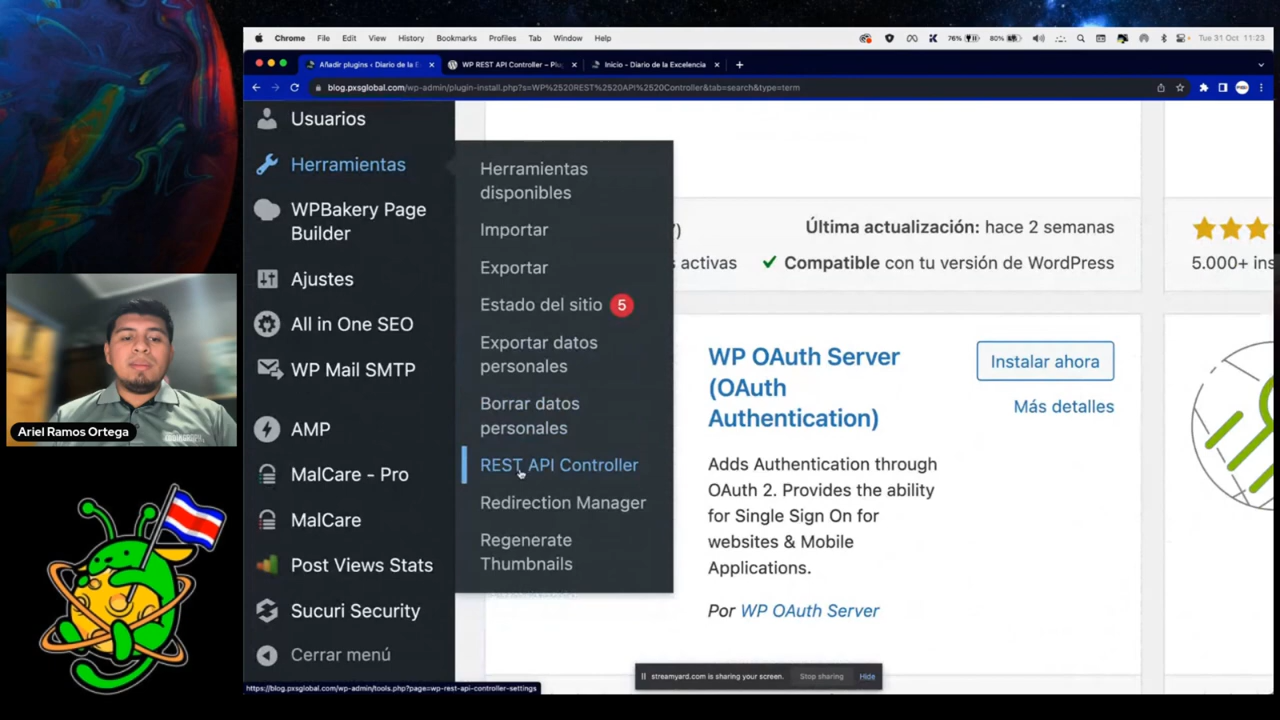 Chrome File Edit View History Bookmarks Profiles Tab Window Help
76% 80% Tue 31 Oct 11:23
Añadir plugins ‹ Diario de la E
WP REST API Controller – Plu
Inicio - Diario de la Excelencia
blog.pxsglobal.com/wp-admin/plugin-install.php?s=WP%2520REST%2520API%2520Controller&tab=search&type=term
Usuarios
Herramientas
WPBakery Page
Builder
Ajustes
All in One SEO
WP Mail SMTP
AMP
MalCare - Pro
MalCare
Post Views Stats
Sucuri Security
Cerrar menú
Herramientas
disponibles
Importar
Exportar
Estado del sitio 5
Exportar datos
personales
Borrar datos
personales
REST API Controller
Redirection Manager
Regenerate
Thumbnails
) Última actualización: hace 2 semanas
s activas Compatible con tu versión de WordPress
5.000+ ins
WP OAuth Server
(OAuth
Authentication)
Instalar ahora
Más detalles
Adds Authentication through
OAuth 2. Provides the ability
for Single Sign On for
websites & Mobile
Applications.
Por WP OAuth Server
streamyard.com is sharing your screen. Stop sharing Hide
https://blog.pxsglobal.com/wp-admin/tools.php?page=wp-rest-api-controller-settings
Ariel Ramos Ortega